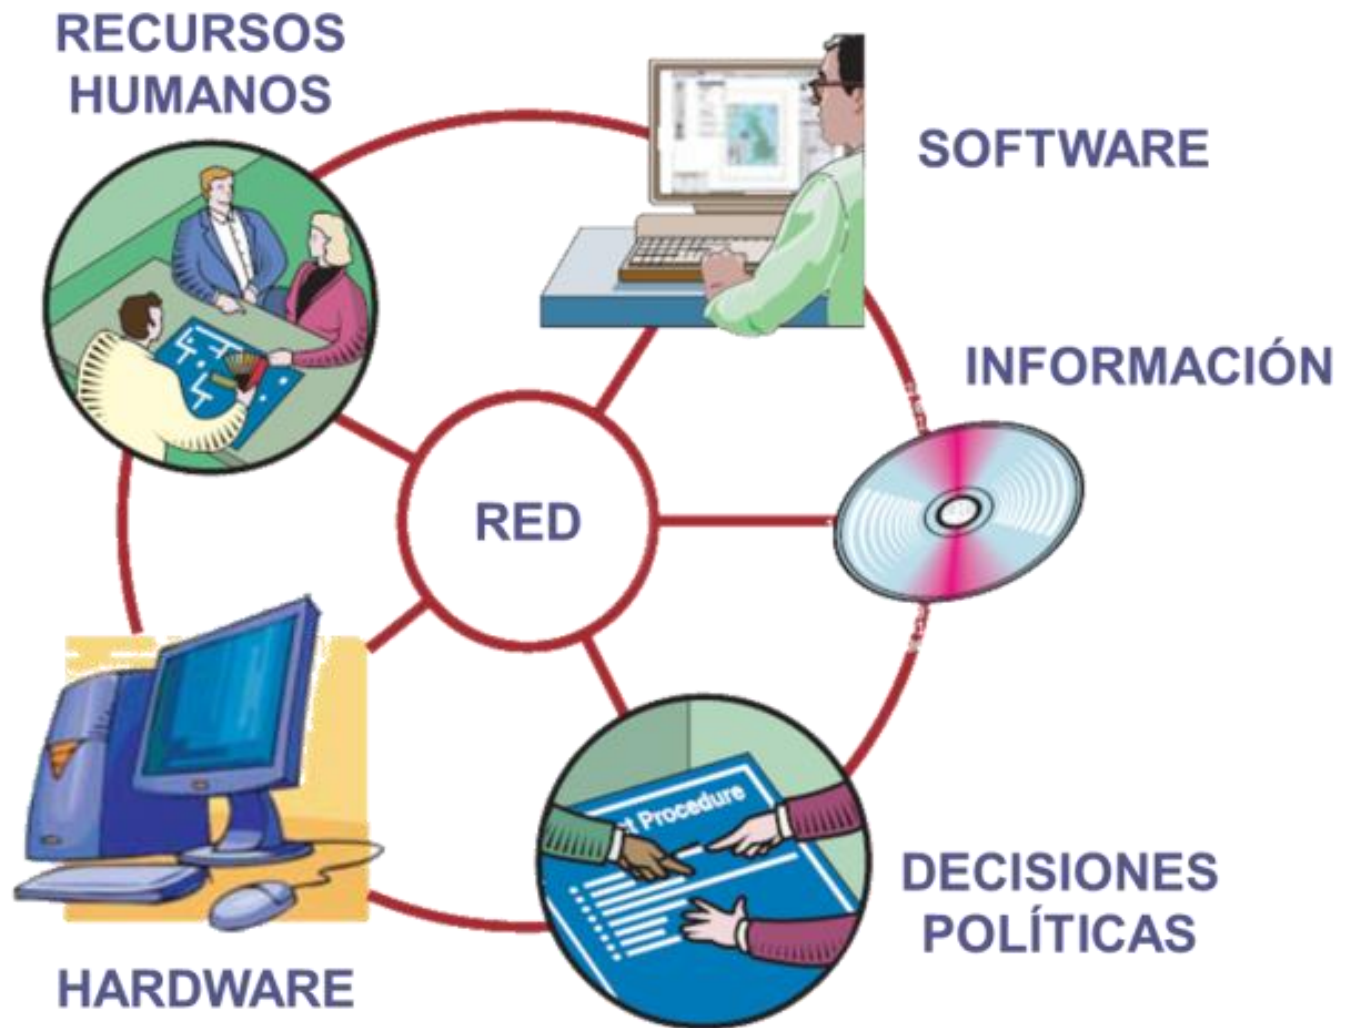 RECURSOS
HUMANOS
SOFTWARE
INFORMACIÓN
RED
Procedure
DECISIONES
POLÍTICAS
HARDWARE